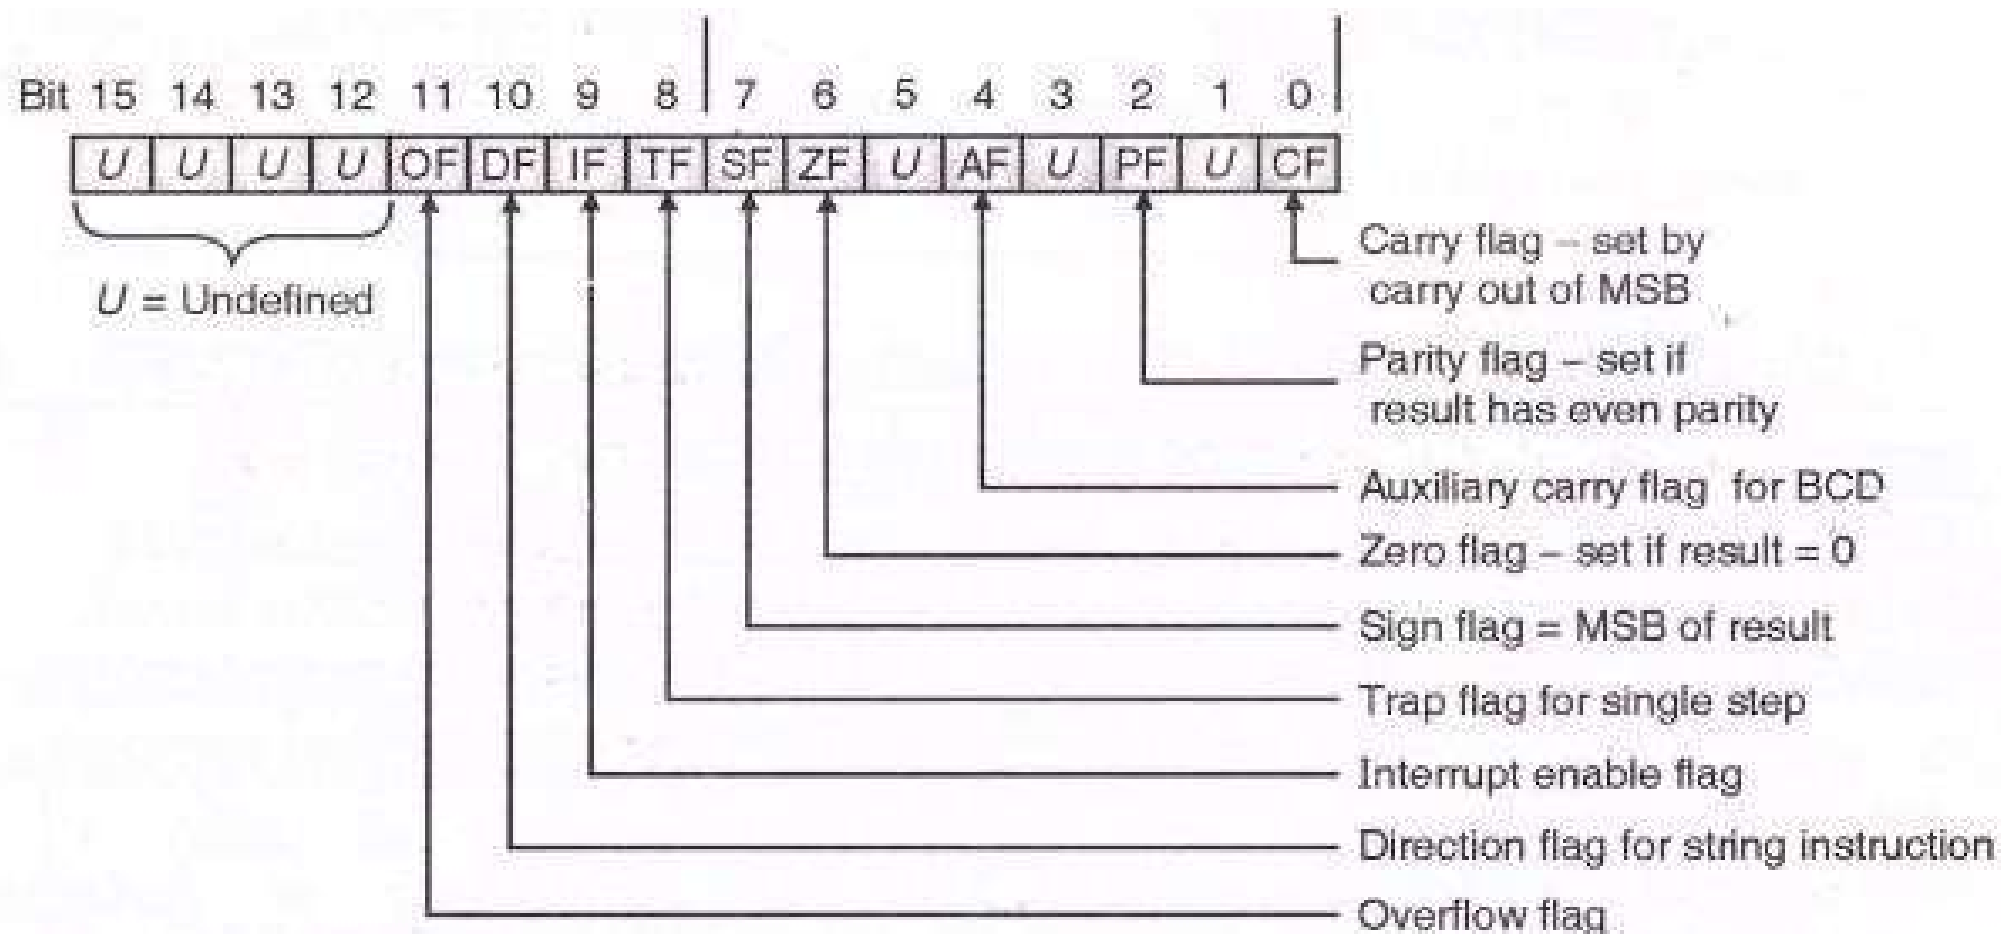 Bit 15 14 13 12 11 10 9 8 7 6 5 4 3 2 1 0
U U U U OF DF IF TF SF ZF U AF U PF U CF
U = Undefined
Carry flag – set by
carry out of MSB
Parity flag – set if
result has even parity
Auxiliary carry flag for BCD
Zero flag – set if result = 0
Sign flag = MSB of result
Trap flag for single step
Interrupt enable flag
Direction flag for string instruction
Overflow flag